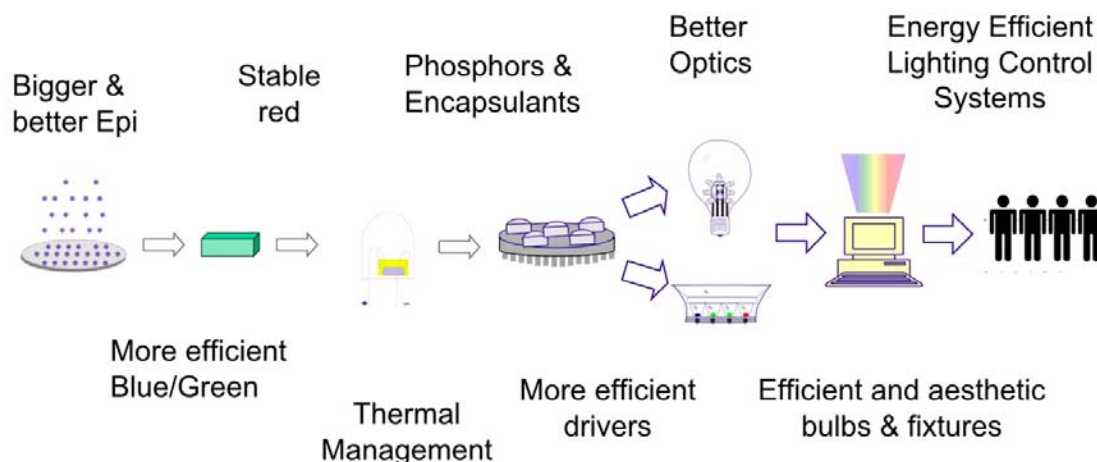 Bigger &
better Epi
Stable
red
Phosphors &
Encapsulants
Better
Optics
Energy Efficient
Lighting Control
Systems
More efficient
Blue/Green
Thermal
Management
More efficient
drivers
Efficient and aesthetic
bulbs & fixtures